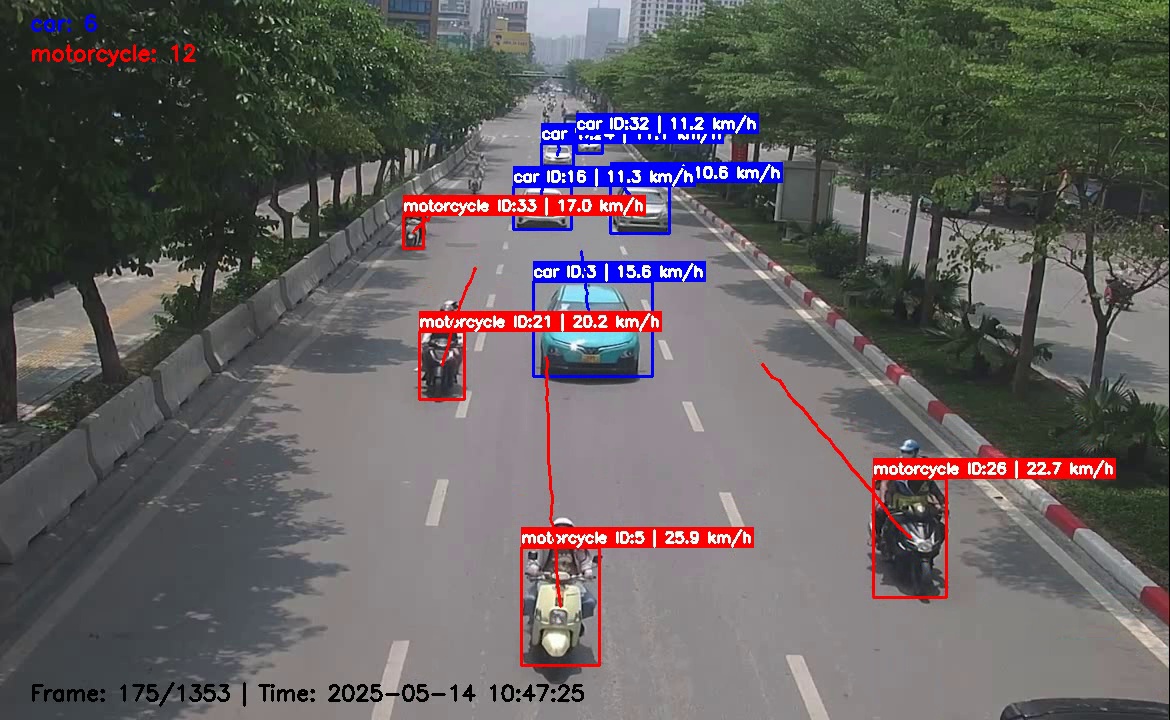 car: 6
motorcycle: 12
car ID:32 | 11.2 km/h
car
car ID:16 | 11.3 km/h
10.6 km/h
motorcycle ID:33 | 17.0 km/h
car ID:3 | 15.6 km/h
motorcycle ID:21 | 20.2 km/h
motorcycle ID:26 | 22.7 km/h
motorcycle ID:5 | 25.9 km/h
Frame: 175/1353 | Time: 2025-05-14 10:47:25